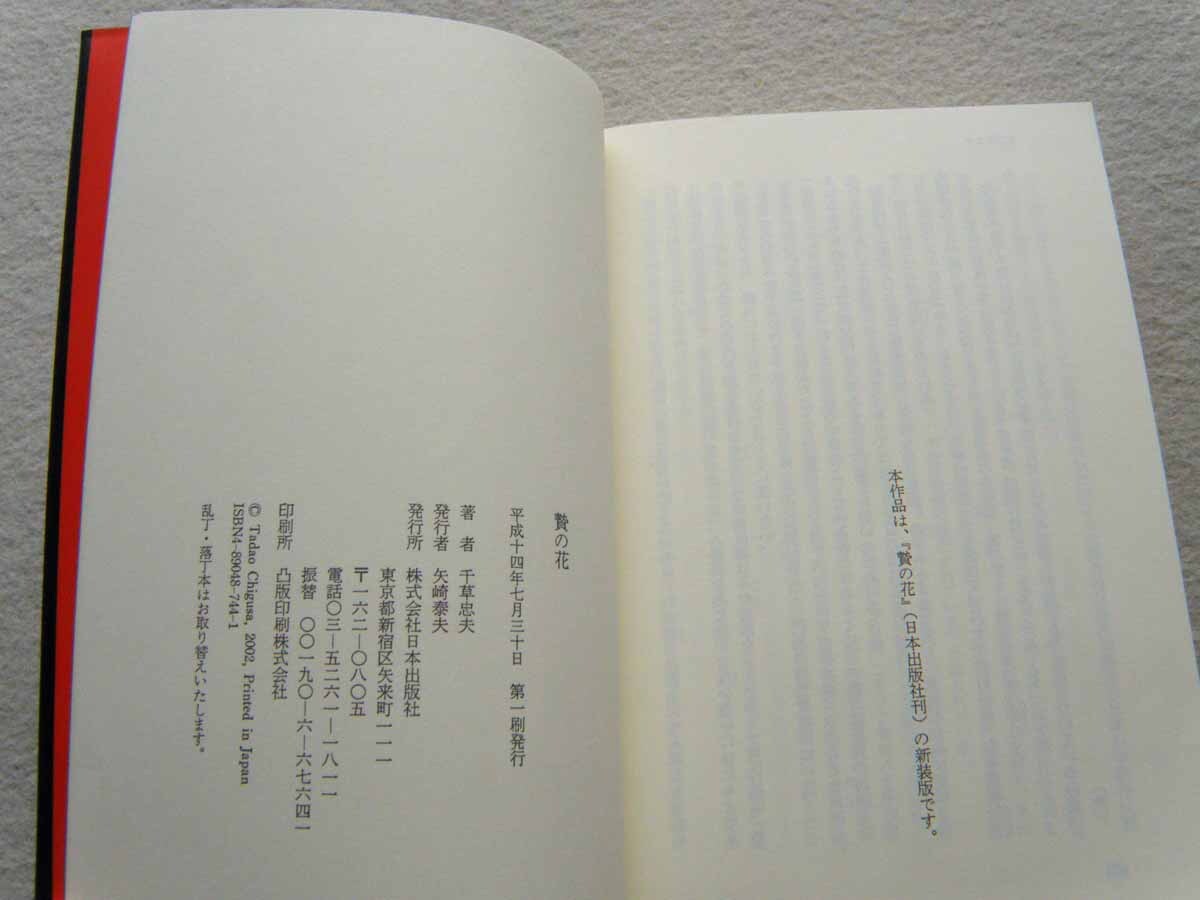 本作品は、『贄の花』(日本出版社刊)の新装版です。
贄の花
平成十四年七月三十日 第一刷発行
著者 千草忠夫
発行者 矢崎泰夫
発行所 株式会社日本出版社
東京都新宿区矢来町一一一
〒一六二―〇八〇五
電話〇三―五二六一―一八一一
振替 〇〇一九〇―六―六七六四一
印刷所 凸版印刷株式会社
© Tadao Chigusa, 2002, Printed in Japan
ISBN4-89048-744-1
乱丁・落丁本はお取り替えいたします。